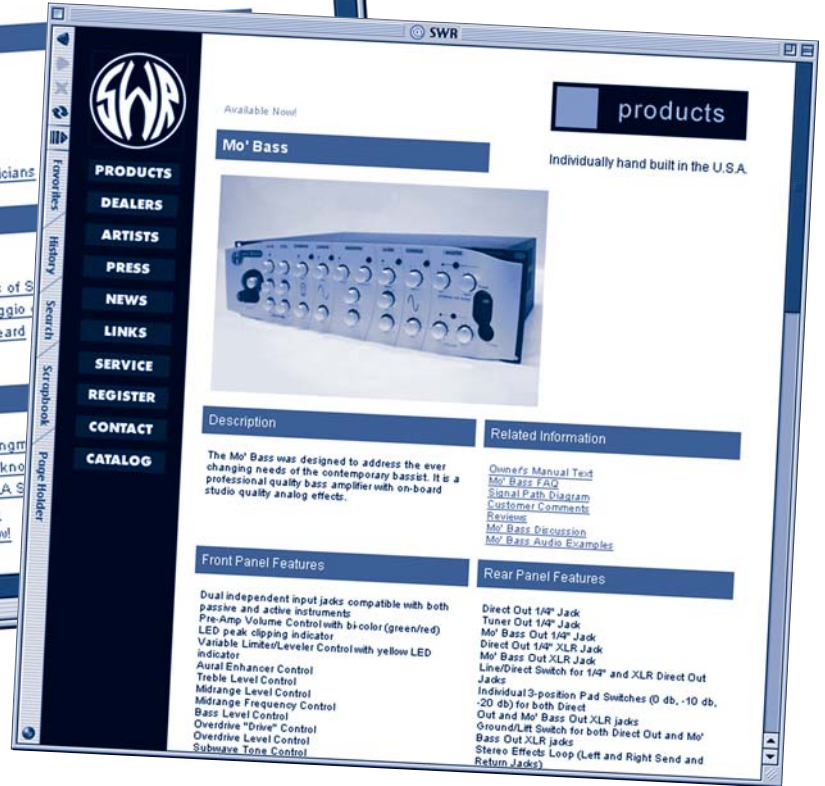 SWR
SWR
products
Available Now!
Mo' Bass
Individually hand built in the U.S.A.
PRODUCTS
DEALERS
ARTISTS
PRESS
NEWS
LINKS
SERVICE
REGISTER
CONTACT
CATALOG
Favorites
History
Search
Scrapbook
Page Holder
Description
The Mo' Bass was designed to address the ever
changing needs of the contemporary bassist. It is a
professional quality bass amplifier with on-board
studio quality analog effects.
Related Information
Owner's Manual Text
Mo' Bass FAQ
Signal Path Diagram
Customer Comments
Reviews
Mo' Bass Discussion
Mo' Bass Audio Examples
Front Panel Features
Dual independent input jacks compatible with both
passive and active instruments
Pre-Amp Volume Control with bi-color (green/red)
LED peak clipping indicator
Variable Limiter/Leveler Control with yellow LED
indicator
Aural Enhancer Control
Treble Level Control
Midrange Level Control
Midrange Frequency Control
Bass Level Control
Overdrive "Drive" Control
Overdrive Level Control
Subwave Tone Control
Rear Panel Features
Direct Out 1/4" Jack
Tuner Out 1/4" Jack
Mo' Bass Out 1/4" Jack
Direct Out 1/4" XLR Jack
Mo' Bass Out XLR Jack
Line/Direct Switch for 1/4" and XLR Direct Out
Jacks
Individual 3-position Pad Switches (0 db, -10 db,
-20 db) for both Direct
Out and Mo' Bass Out XLR jacks
Ground/Lift Switch for both Direct Out and Mo'
Bass Out XLR jacks
Stereo Effects Loop (Left and Right Send and
Return Jacks)